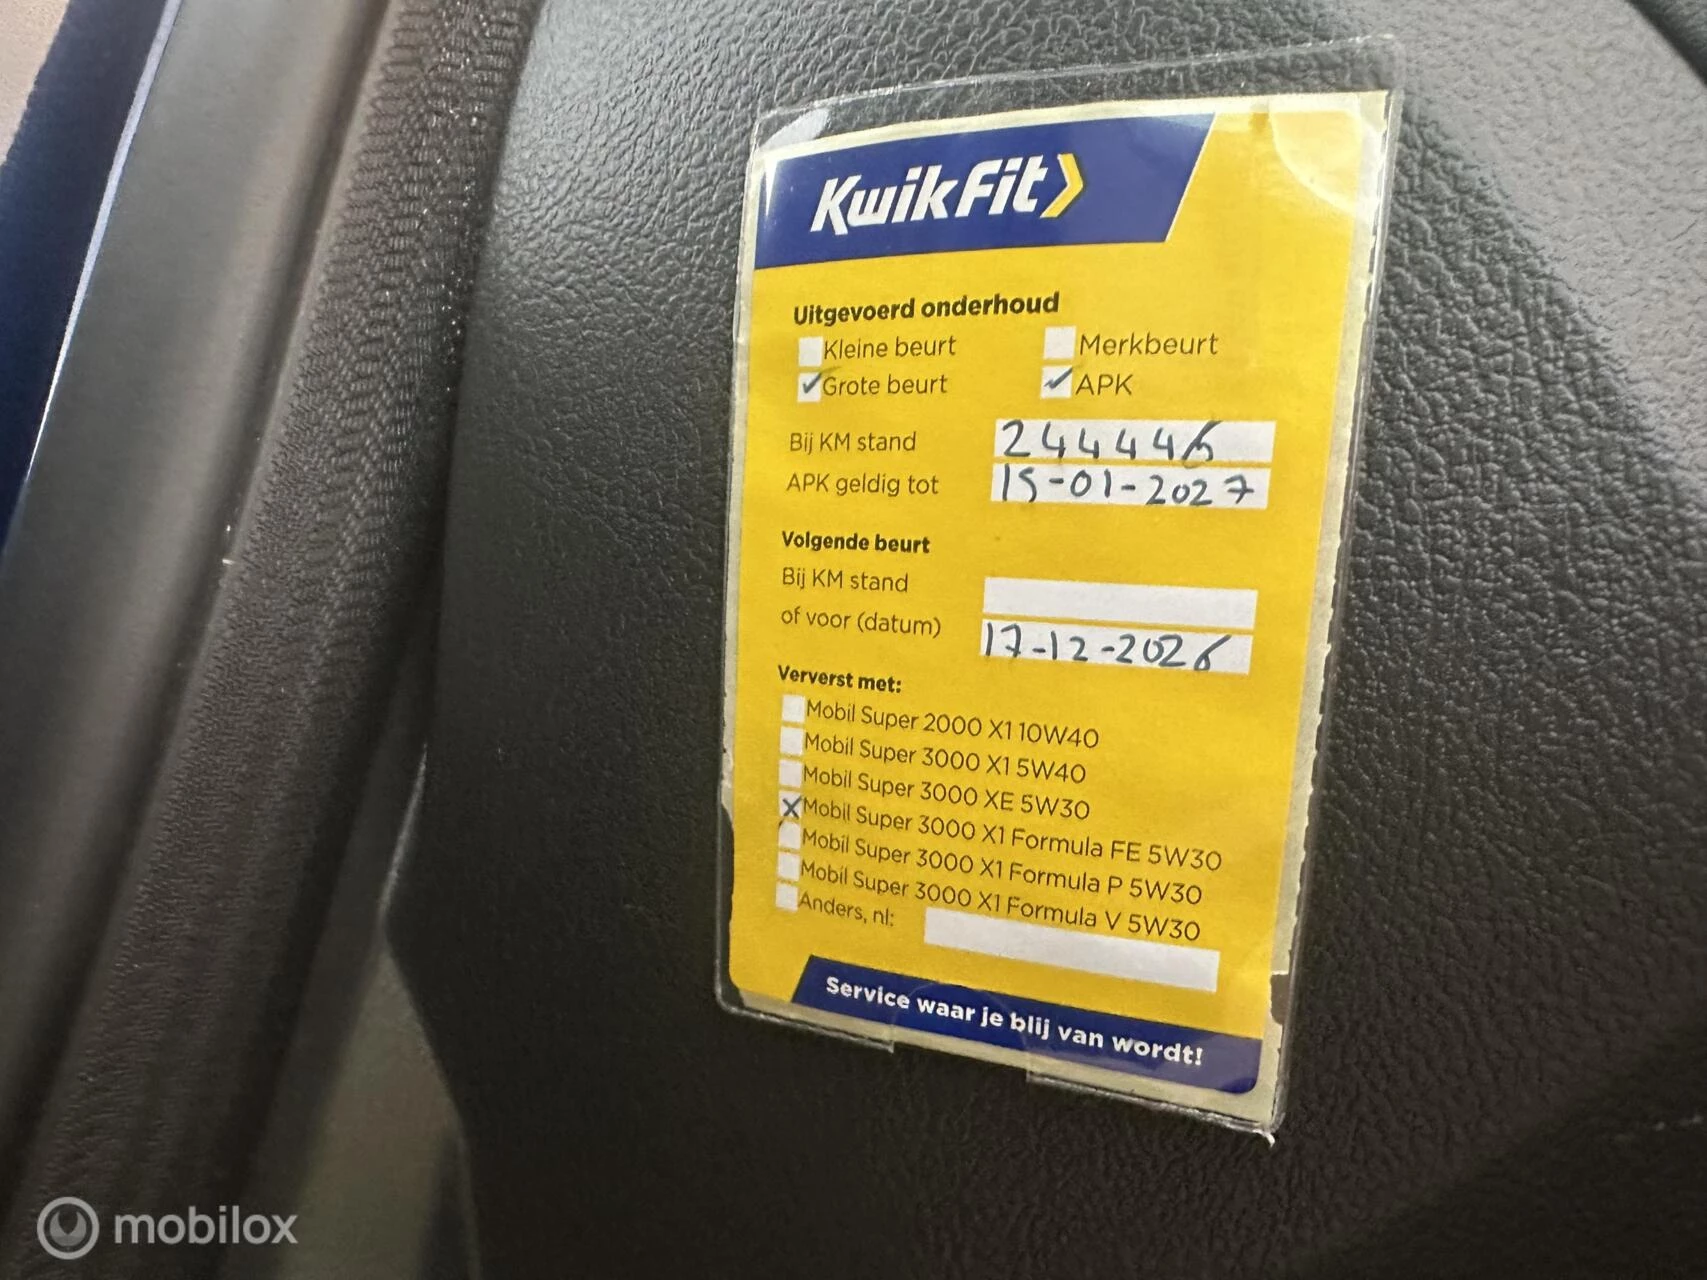 KwikFit
Uitgevoerd onderhoud
Kleine beurt Merkbeurt
Grote beurt APK
Bij KM stand 244446
APK geldig tot 15-01-2027
Volgende beurt
Bij KM stand
of voor (datum) 17-12-2026
Ververst met:
Mobil Super 2000 X1 10W40
Mobil Super 3000 X1 5W40
Mobil Super 3000 XE 5W30
Mobil Super 3000 X1 Formula FE 5W30
Mobil Super 3000 X1 Formula P 5W30
Mobil Super 3000 X1 Formula V 5W30
Anders, nl:
Service waar je blij van wordt!
mobilox